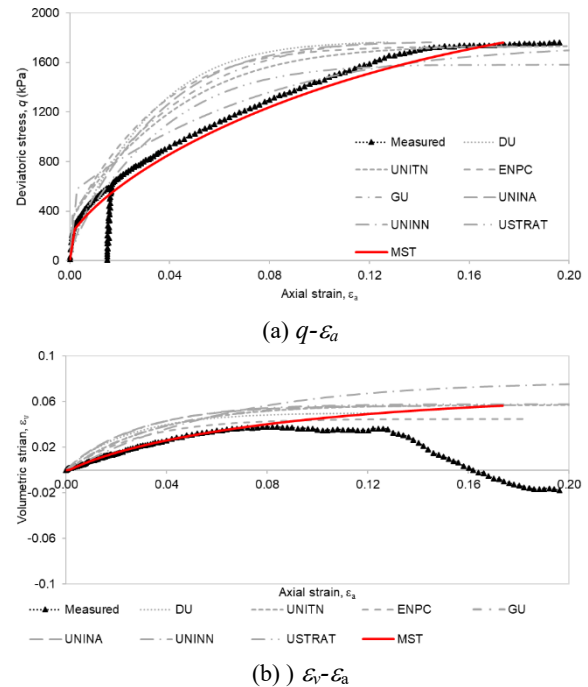 2000
1600
1200
800
400
0
Deviatoric stress, q (kPa)
Measured DU
UNITN ENPC
GU UNINA
UNINN USTRAT
MST
0.00 0.04 0.08 0.12 0.16 0.20
Axial strain, εa
(a) q-εa
0.1
0.06
0.02
-0.02
-0.06
-0.1
Volumetric strian, εv
0.04 0.08 0.12 0.16 0.20
Axial strain, εa
Measured DU UNITN ENPC GU
UNINA UNINN USTRAT MST
(b) ) εv-εa